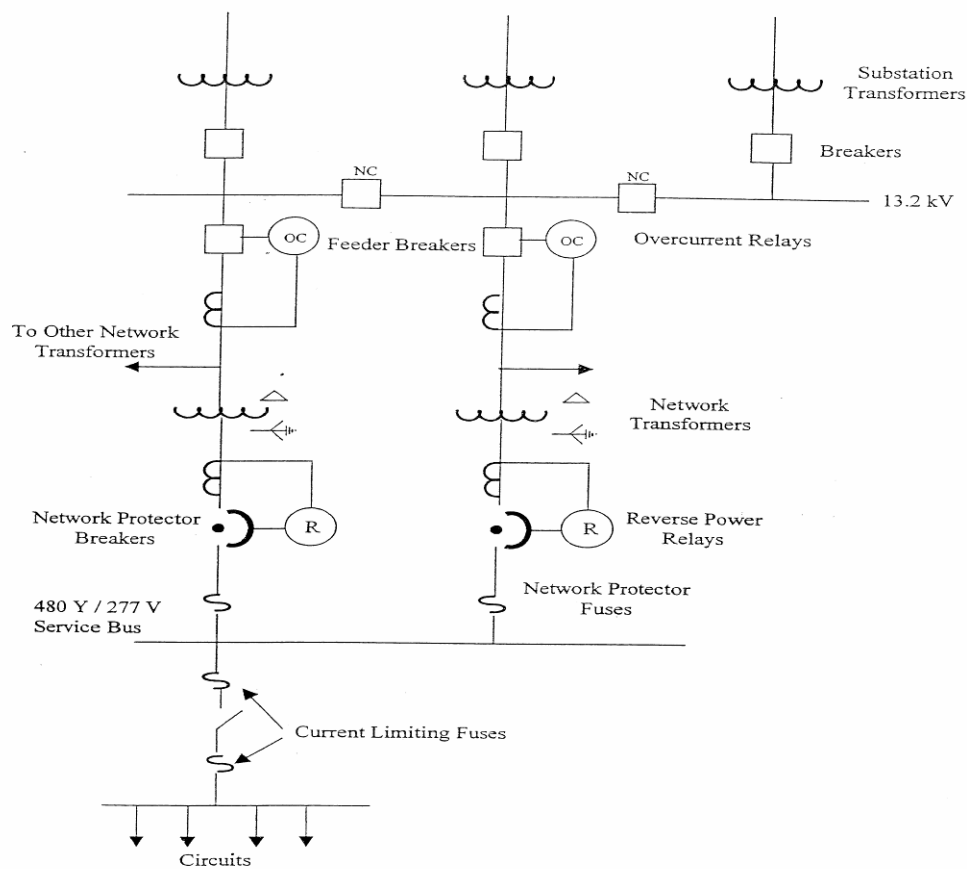 Substation
Transformers
Breakers
NC
NC
13.2 kV
OC
Feeder Breakers
OC
Overcurrent Relays
To Other Network
Transformers
Network
Transformers
Network Protector
Breakers
R
R
Reverse Power
Relays
Network Protector
Fuses
480 Y / 277 V
Service Bus
Current Limiting Fuses
Circuits